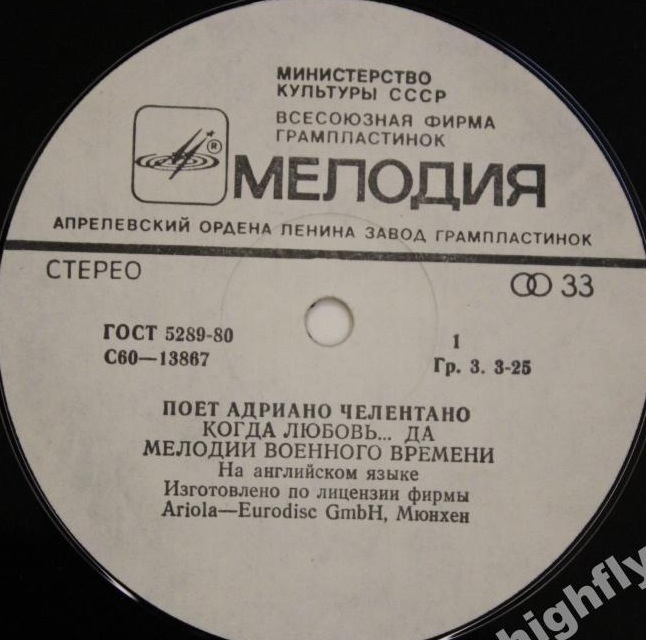 МИНИСТЕРСТВО
КУЛЬТУРЫ СССР
ВСЕСОЮЗНАЯ ФИРМА
ГРАМПЛАСТИНОК
®
МЕЛОДИЯ
АПРЕЛЕВСКИЙ ОРДЕНА ЛЕНИНА ЗАВОД ГРАМПЛАСТИНОК
СТЕРЕО
33
ГОСТ 5289-80
С60—13867
1
Гр. 3. 3-25
ПОЕТ АДРИАНО ЧЕЛЕНТАНО
КОГДА ЛЮБОВЬ... ДА
МЕЛОДИИ ВОЕННОГО ВРЕМЕНИ
На английском языке
Изготовлено по лицензии фирмы
Ariola—Eurodisc GmbH, Мюнхен
highfly